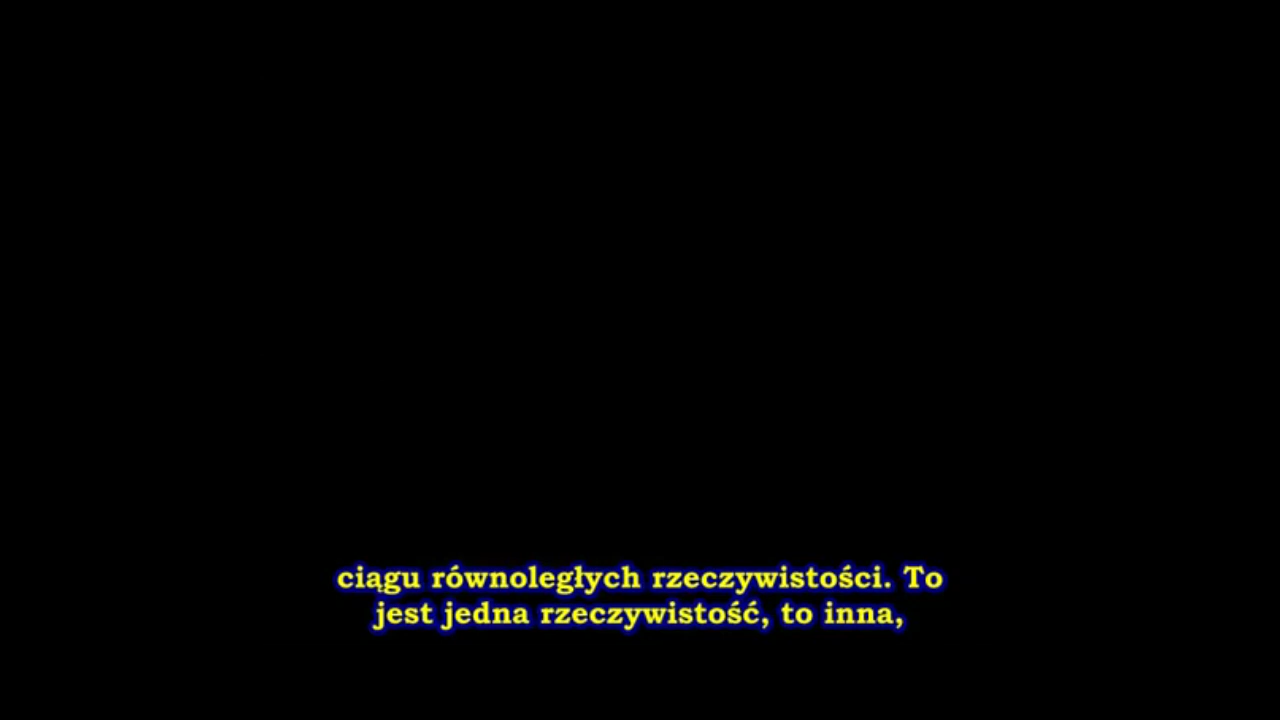 ciągu równoległych rzeczywistości. To
jest jedna rzeczywistość, to inna,